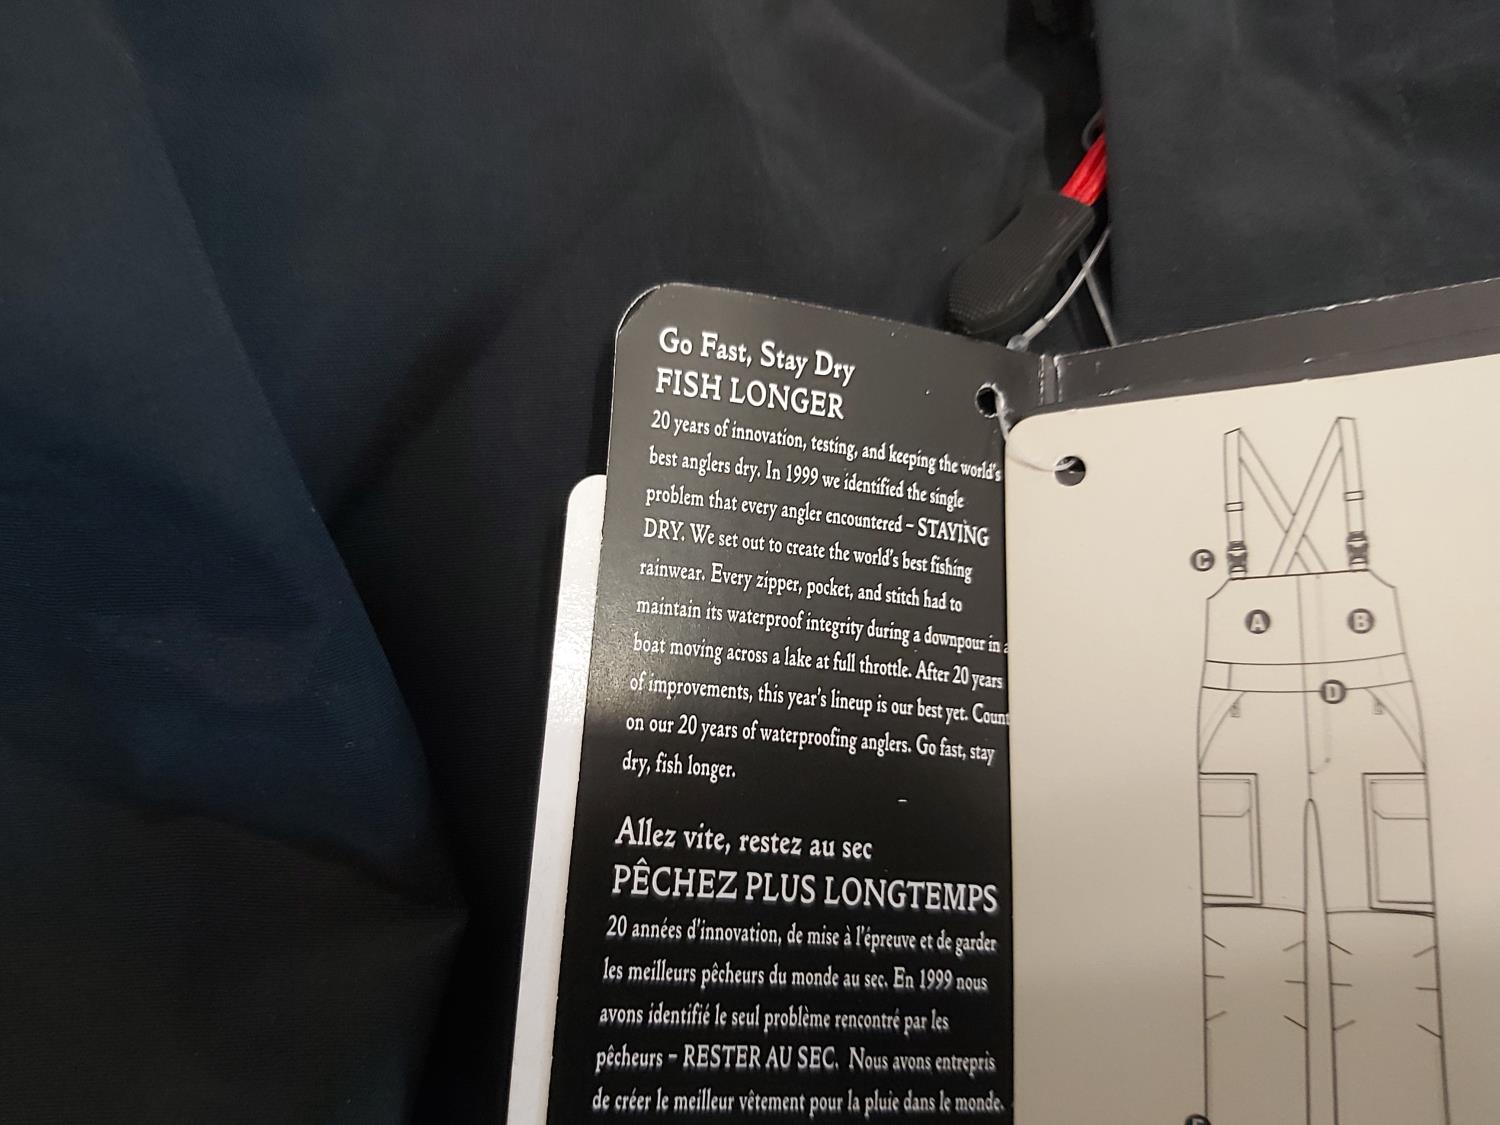 Go Fast, Stay Dry
FISH LONGER
20 years of innovation, testing, and keeping the world's
best anglers dry. In 1999 we identified the single
problem that every angler encountered – STAYING
DRY. We set out to create the world's best fishing
rainwear. Every zipper, pocket, and stitch had to
maintain its waterproof integrity during a downpour in a
boat moving across a lake at full throttle. After 20 years
of improvements, this year's lineup is our best yet. Count
on our 20 years of waterproofing anglers. Go fast, stay
dry, fish longer.
Allez vite, restez au sec
PÊCHEZ PLUS LONGTEMPS
20 années d'innovation, de mise à l'épreuve et de garder
les meilleurs pêcheurs du monde au sec. En 1999 nous
avons identifié le seul problème rencontré par les
pêcheurs – RESTER AU SEC. Nous avons entrepris
de créer le meilleur vêtement pour la pluie dans le monde.
C
A
B
D